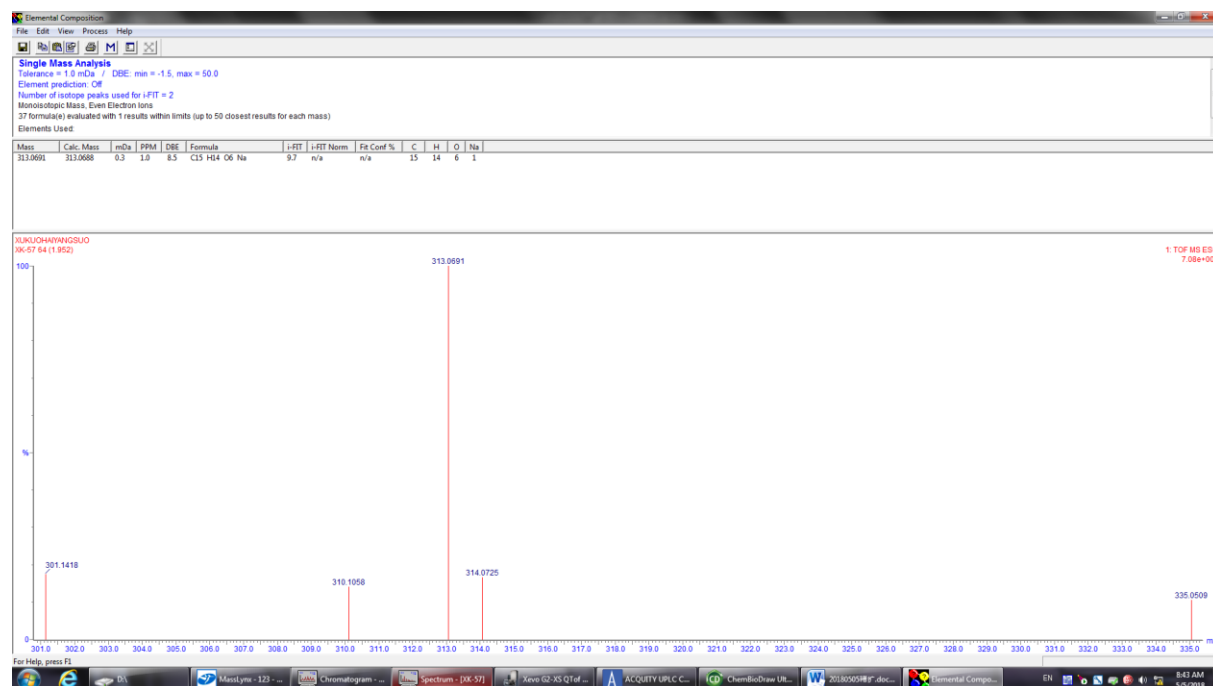 Elemental Composition
File Edit View Process Help
Single Mass Analysis
Tolerance = 1.0 mDa / DBE: min = -1.5, max = 50.0
Element prediction: Off
Number of isotope peaks used for i-FIT = 2
Monoisotopic Mass, Even Electron Ions
37 formula(e) evaluated with 1 results within limits (up to 50 closest results for each mass)
Elements Used:
Mass Calc. Mass mDa PPM DBE Formula i-FIT i-FIT Norm Fit Conf % C H O Na
313.0691 313.0688 0.3 1.0 8.5 C15 H14 O6 Na 9.7 n/a n/a 15 14 6 1
XUKUOHAIYANGSUO
XK-57 64 (1.952)
1: TOF MS ES
7.08e+00
100
%
0
313.0691
301.1418
310.1058
314.0725
335.0509
301.0 302.0 303.0 304.0 305.0 306.0 307.0 308.0 309.0 310.0 311.0 312.0 313.0 314.0 315.0 316.0 317.0 318.0 319.0 320.0 321.0 322.0 323.0 324.0 325.0 326.0 327.0 328.0 329.0 330.0 331.0 332.0 333.0 334.0 335.0
For Help, press F1
D:\ MassLynx - 123 - ... Chromatogram - ... Spectrum - [XK-57] Xevo G2-XS QTof ... ACQUITY UPLC C... ChemBioDraw Ult... Elemental Compo... EN 8:43 AM
5/5/2018